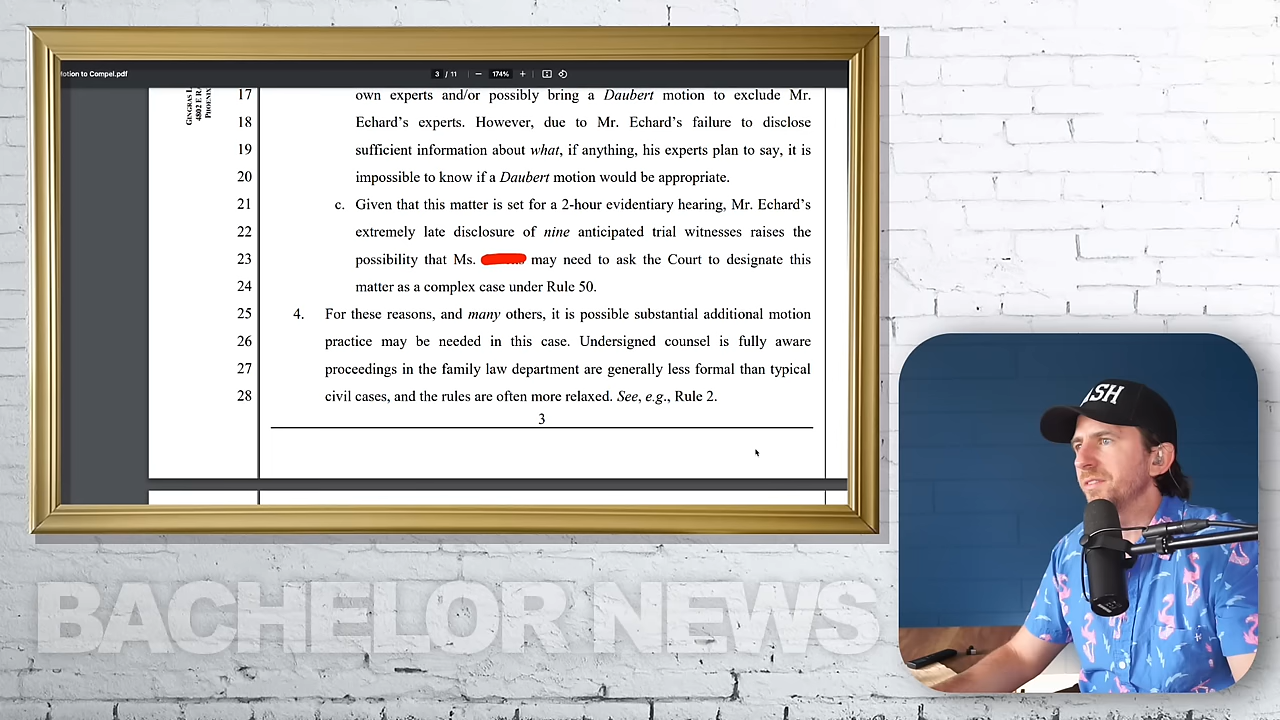 Motion to Compel.pdf
3 / 11
174%
GINGRAS L
4802 E R
PHOENIX
17 own experts and/or possibly bring a Daubert motion to exclude Mr.
18 Echard's experts. However, due to Mr. Echard's failure to disclose
19 sufficient information about what, if anything, his experts plan to say, it is
20 impossible to know if a Daubert motion would be appropriate.
21 c. Given that this matter is set for a 2-hour evidentiary hearing, Mr. Echard's
22 extremely late disclosure of nine anticipated trial witnesses raises the
23 possibility that Ms. may need to ask the Court to designate this
24 matter as a complex case under Rule 50.
25 4. For these reasons, and many others, it is possible substantial additional motion
26 practice may be needed in this case. Undersigned counsel is fully aware
27 proceedings in the family law department are generally less formal than typical
28 civil cases, and the rules are often more relaxed. See, e.g., Rule 2.
3
ASH
BACHELOR NEWS